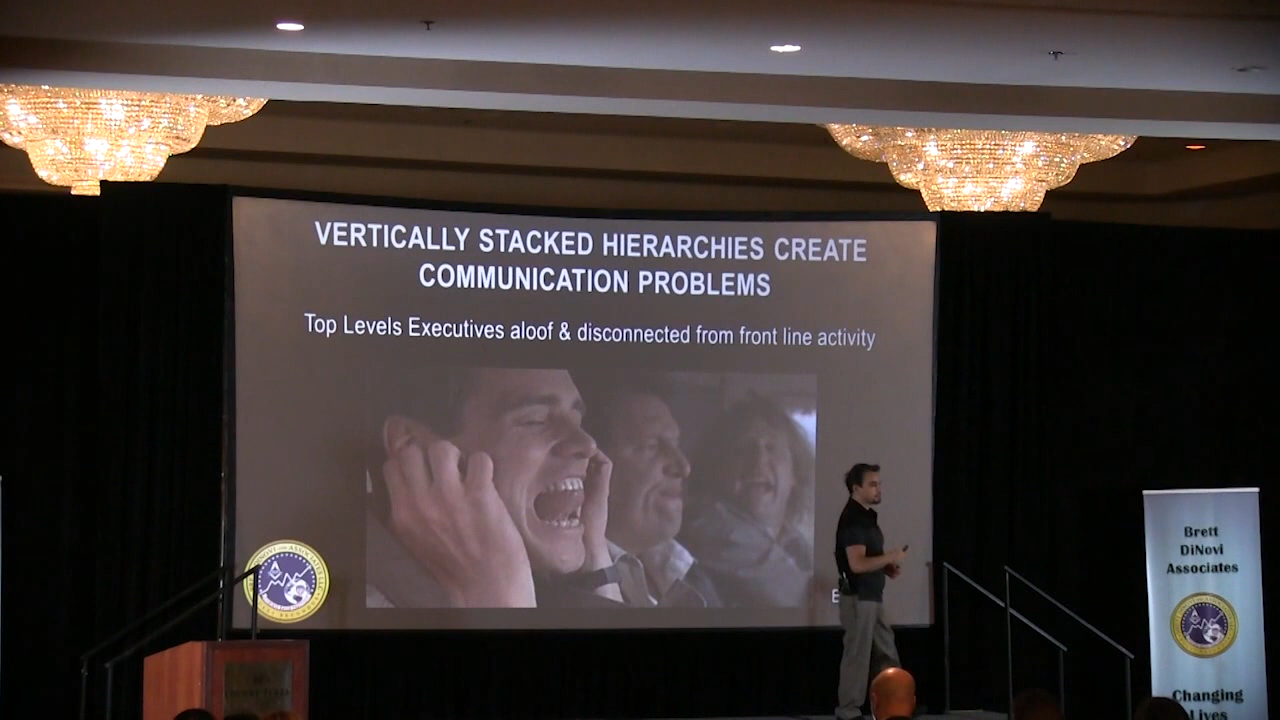 VERTICALLY STACKED HIERARCHIES CREATE
COMMUNICATION PROBLEMS
Top Levels Executives aloof & disconnected from front line activity
Brett
DiNovi
Associates
Changing
Lives